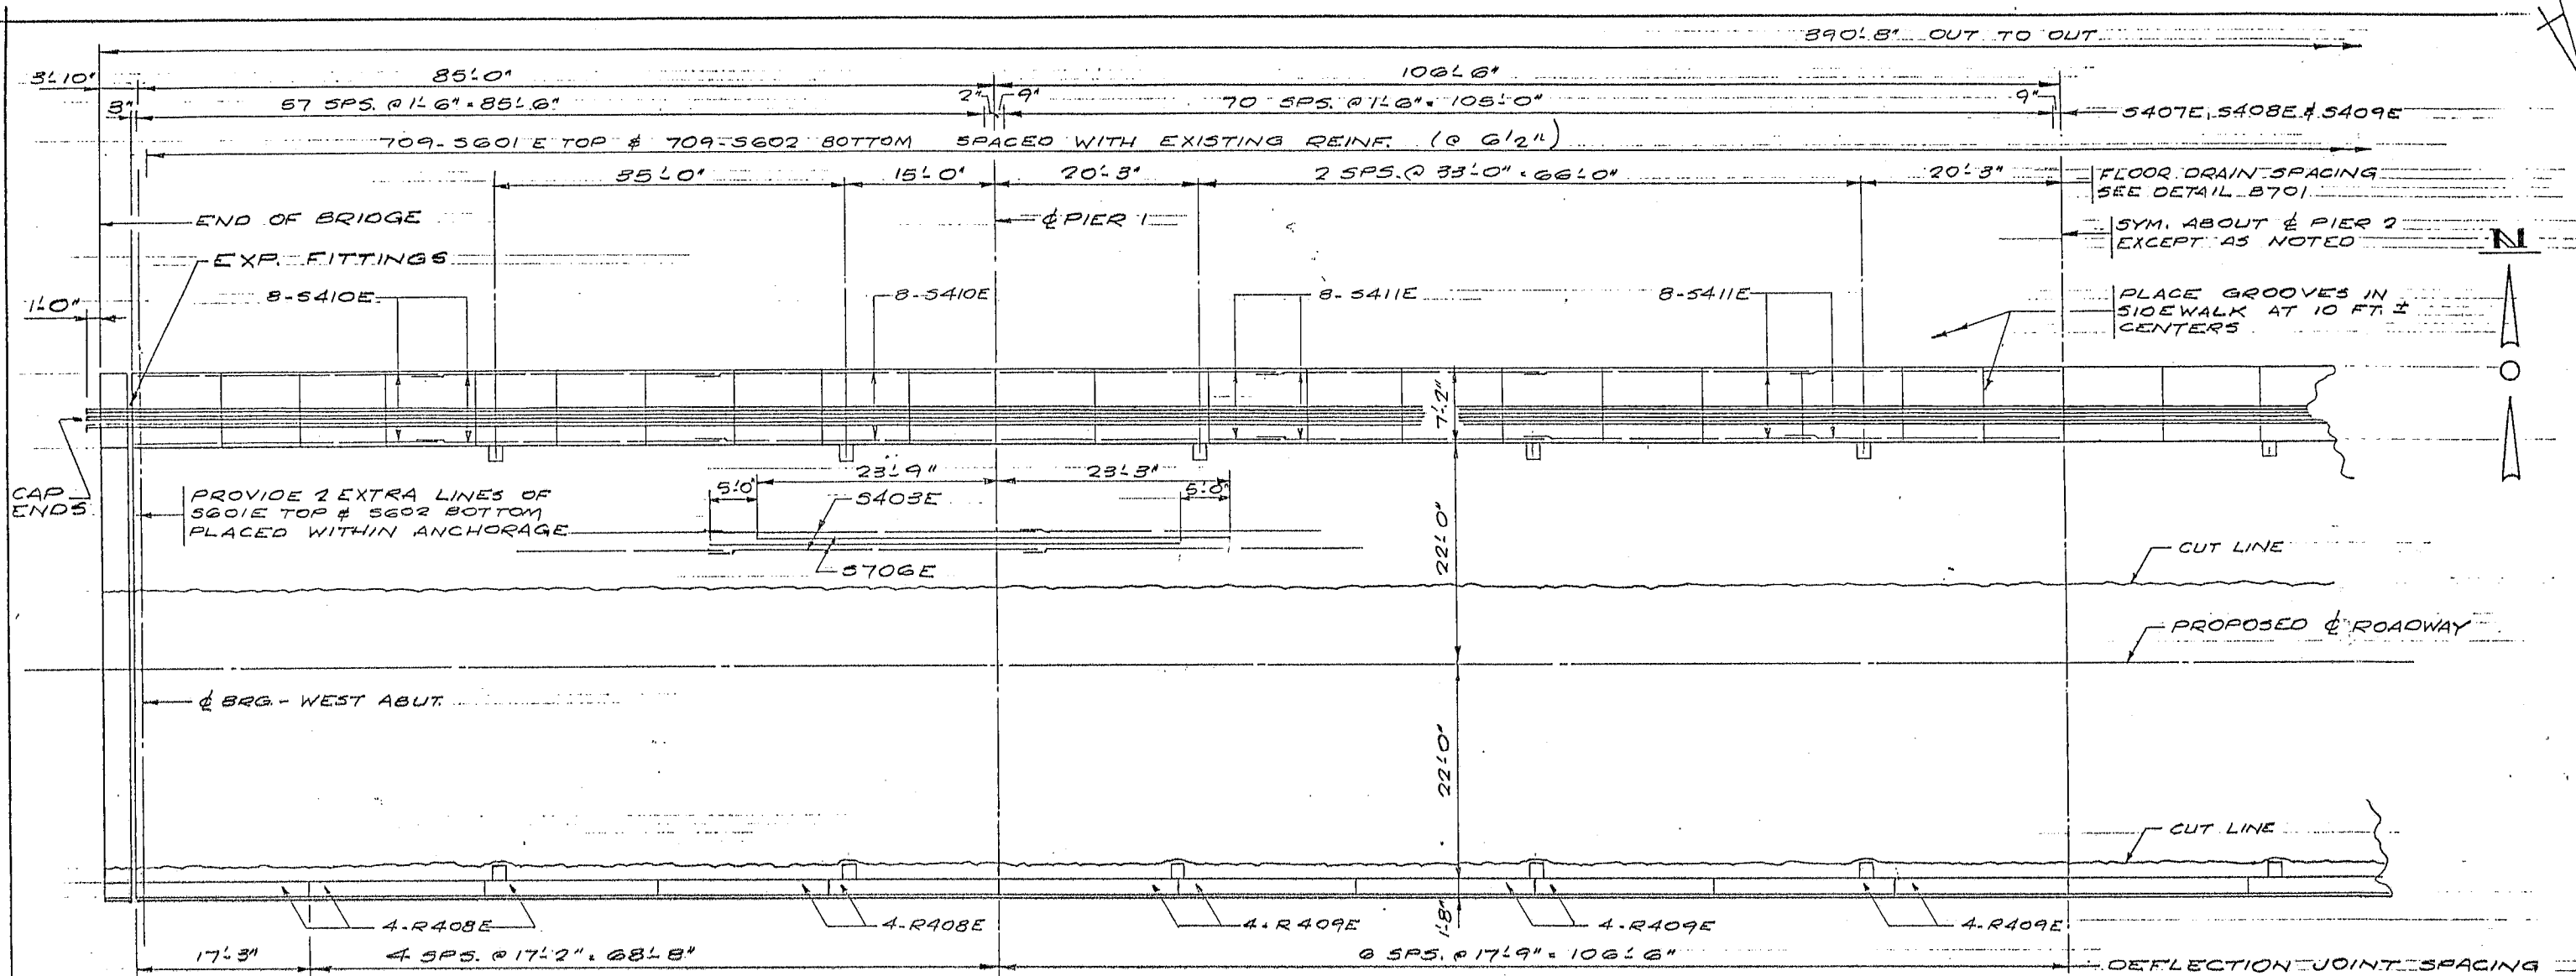 390'-8" OUT TO OUT
3'-10"
85'-0"
106'-6"
3"
57 SPS. @ 1'-6" = 85'-6"
2"
9"
70 SPS. @ 1'-6" = 105'-0"
9"
S407E, S408E & S409E
709-S601E TOP & 709-S602 BOTTOM SPACED WITH EXISTING REINF. (@ 6 1/2")
35'-0"
15'-0"
20'-3"
2 SPS. @ 33'-0" = 66'-0"
20'-3"
FLOOR DRAIN SPACING
SEE DETAIL B701
END OF BRIDGE
℄ PIER 1
SYM. ABOUT ℄ PIER 2
EXCEPT AS NOTED
N
EXP. FITTINGS
1'-0"
8-S410E
8-S410E
8-S411E
8-S411E
PLACE GROOVES IN
SIDEWALK AT 10 FT. ±
CENTERS
7'-2"
CAP
ENDS
PROVIDE 2 EXTRA LINES OF
S601E TOP & S602 BOTTOM
PLACED WITHIN ANCHORAGE
23'-9"
23'-3"
5'-0"
5'-0"
S403E
S706E
22'-0"
CUT LINE
PROPOSED ℄ ROADWAY
℄ BRG. - WEST ABUT.
22'-0"
CUT LINE
4-R408E
4-R408E
4-R409E
4-R409E
4-R409E
1'-8"
17'-3"
4 SPS. @ 17'-2" = 68'-8"
6 SPS. @ 17'-9" = 106'-6"
DEFLECTION JOINT SPACING